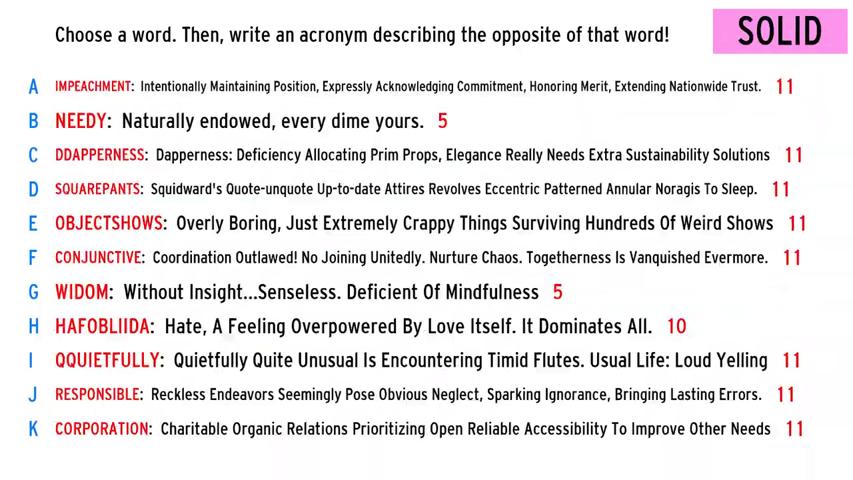 Choose a word. Then, write an acronym describing the opposite of that word!
SOLID
A IMPEACHMENT: Intentionally Maintaining Position, Expressly Acknowledging Commitment, Honoring Merit, Extending Nationwide Trust. 11
B NEEDY: Naturally endowed, every dime yours. 5
C DDAPPERNESS: Dapperness: Deficiency Allocating Prim Props, Elegance Really Needs Extra Sustainability Solutions 11
D SQUAREPANTS: Squidward's Quote-unquote Up-to-date Attires Revolves Eccentric Patterned Annular Noragis To Sleep. 11
E OBJECTSHOWS: Overly Boring, Just Extremely Crappy Things Surviving Hundreds Of Weird Shows 11
F CONJUNCTIVE: Coordination Outlawed! No Joining Unitedly. Nurture Chaos. Togetherness Is Vanquished Evermore. 11
G WIDOM: Without Insight...Senseless. Deficient Of Mindfulness 5
H HAFOBLIIDA: Hate, A Feeling Overpowered By Love Itself. It Dominates All. 10
I QQUIETFULLY: Quietfully Quite Unusual Is Encountering Timid Flutes. Usual Life: Loud Yelling 11
J RESPONSIBLE: Reckless Endeavors Seemingly Pose Obvious Neglect, Sparking Ignorance, Bringing Lasting Errors. 11
K CORPORATION: Charitable Organic Relations Prioritizing Open Reliable Accessibility To Improve Other Needs 11